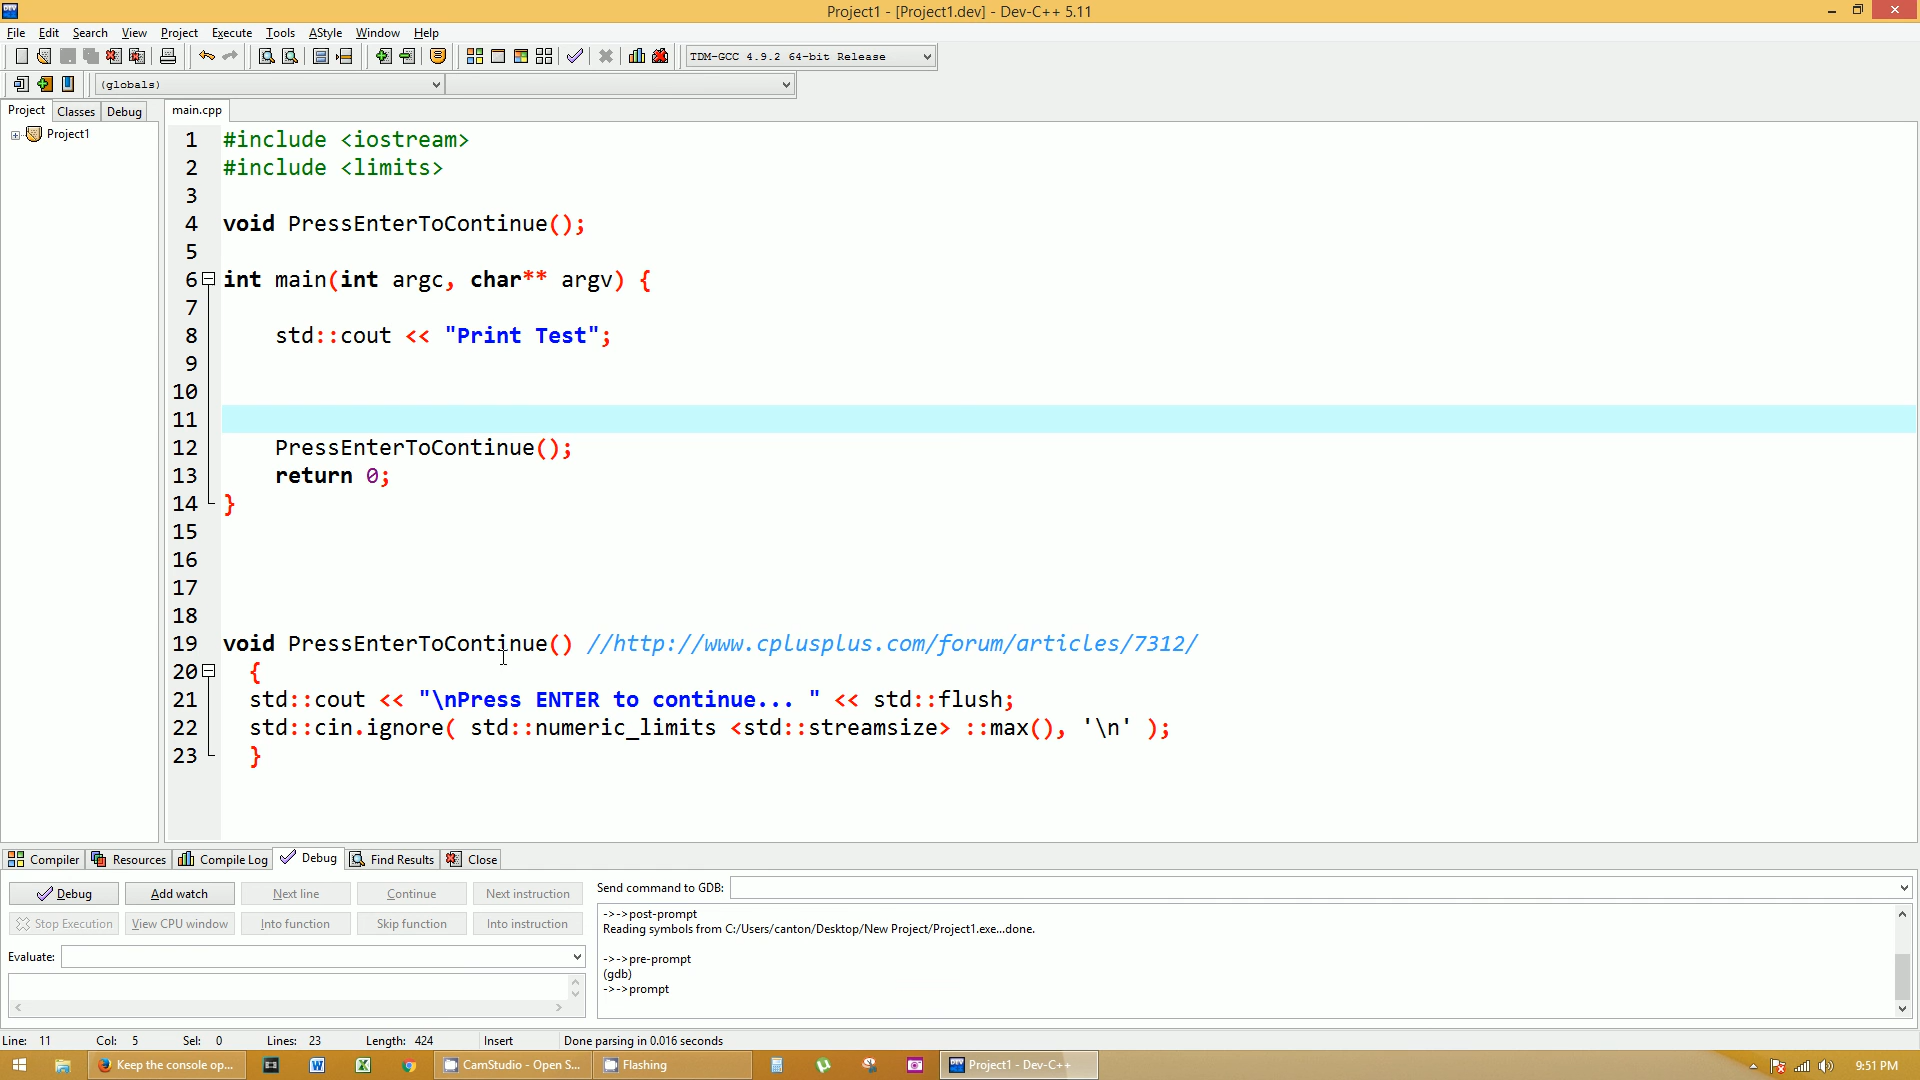 Project1 - [Project1.dev] - Dev-C++ 5.11
File Edit Search View Project Execute Tools AStyle Window Help
TDM-GCC 4.9.2 64-bit Release
(globals)
Project Classes Debug main.cpp
Project1
1 #include <iostream>
2 #include <limits>
3
4 void PressEnterToContinue();
5
6 int main(int argc, char** argv) {
7
8 std::cout << "Print Test";
9
10
11
12 PressEnterToContinue();
13 return 0;
14 }
15
16
17
18
19 void PressEnterToContinue() //http://www.cplusplus.com/forum/articles/7312/
20 {
21 std::cout << "\nPress ENTER to continue... " << std::flush;
22 std::cin.ignore( std::numeric_limits <std::streamsize> ::max(), '\n' );
23 }
Compiler Resources Compile Log Debug Find Results Close
Debug Add watch Next line Continue Next instruction
Stop Execution View CPU window Into function Skip function Into instruction
Evaluate:
Send command to GDB:
->->post-prompt
Reading symbols from C:/Users/canton/Desktop/New Project/Project1.exe...done.
->->pre-prompt
(gdb)
->->prompt
Line: 11 Col: 5 Sel: 0 Lines: 23 Length: 424 Insert Done parsing in 0.016 seconds
Keep the console op... CamStudio - Open S... Flashing Project1 - Dev-C++ 9:51 PM